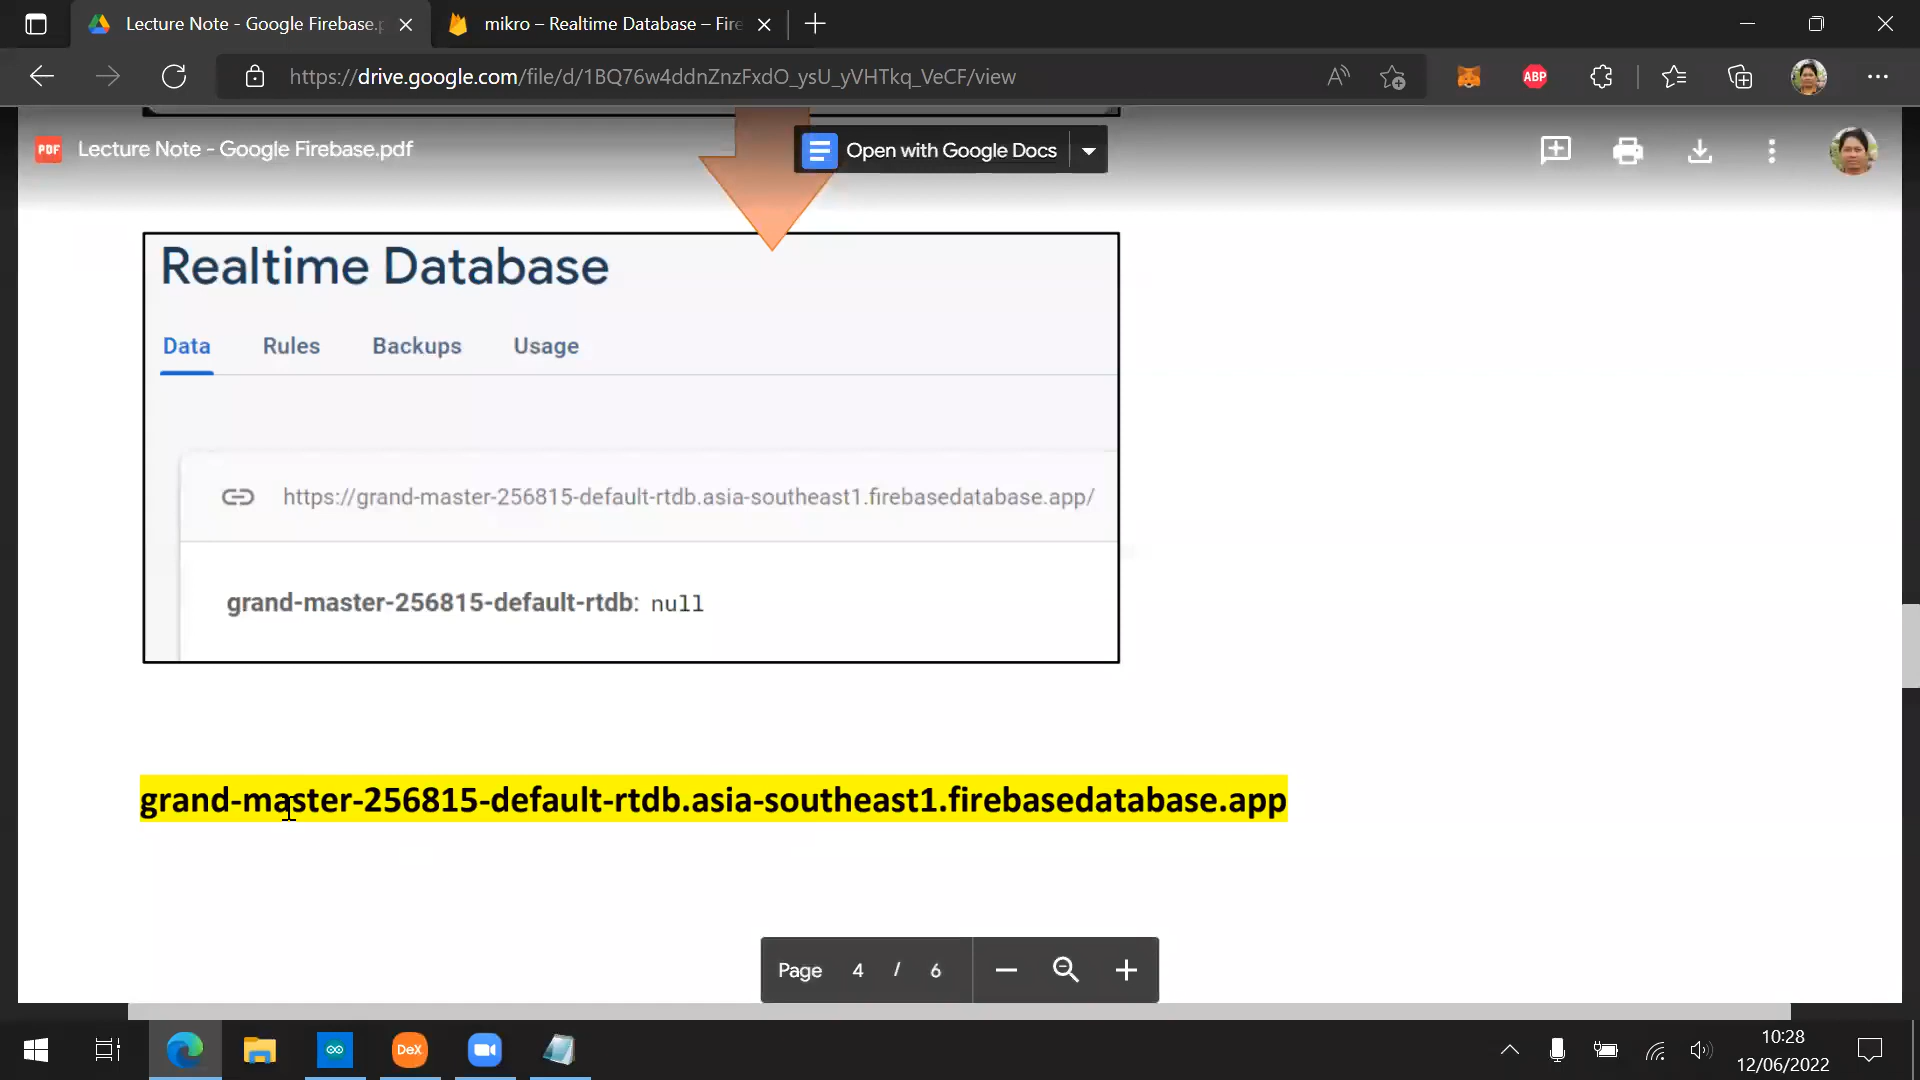 Lecture Note - Google Firebase.p
mikro – Realtime Database – Fire
https://drive.google.com/file/d/1BQ76w4ddnZnzFxdO_ysU_yVHTkq_VeCF/view
ABP
PDF
Lecture Note - Google Firebase.pdf
Open with Google Docs
Realtime Database
Data Rules Backups Usage
https://grand-master-256815-default-rtdb.asia-southeast1.firebasedatabase.app/
grand-master-256815-default-rtdb: null
grand-master-256815-default-rtdb.asia-southeast1.firebasedatabase.app
Page 4 / 6
DeX
10:28
12/06/2022